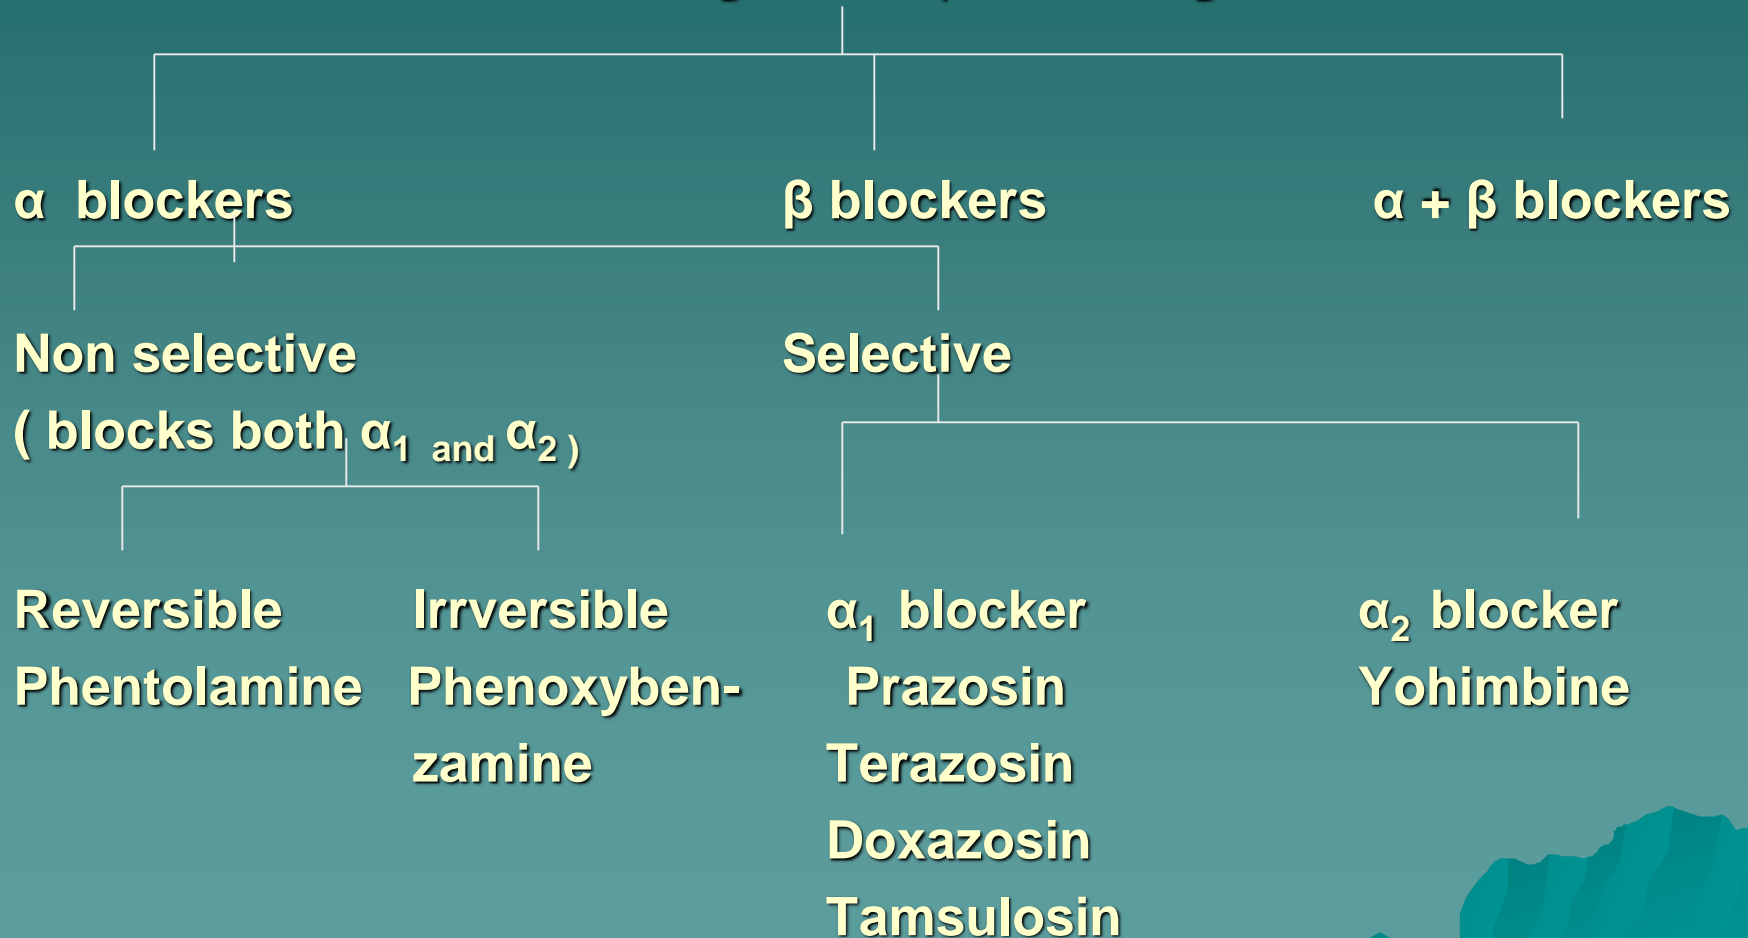 α blockers β blockers α + β blockers
Non selective Selective
( blocks both α₁ and α₂ )
Reversible Irrversible α₁ blocker α₂ blocker
Phentolamine Phenoxyben- Prazosin Yohimbine
zamine Terazosin
Doxazosin
Tamsulosin